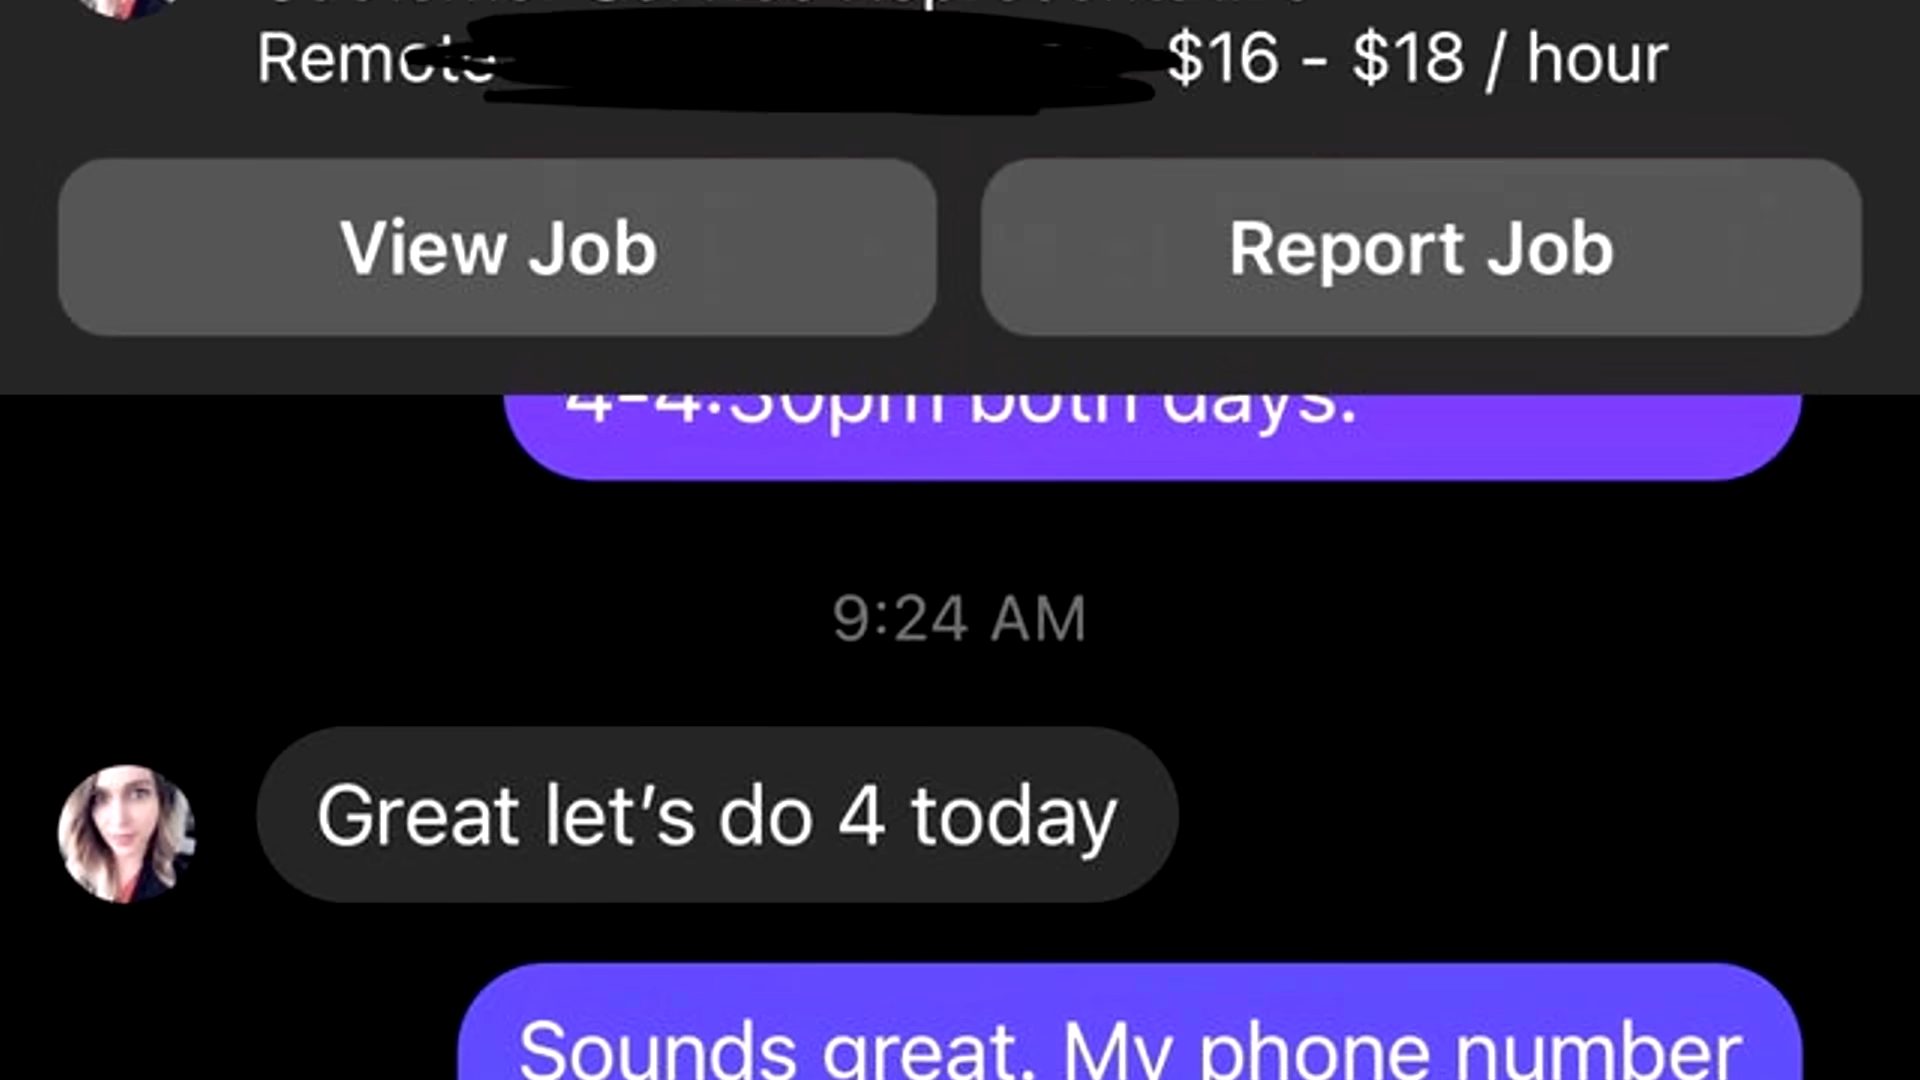 Remote $16 - $18 / hour
View Job Report Job
4-4:30pm both days.
9:24 AM
Great let's do 4 today
Sounds great. My phone number